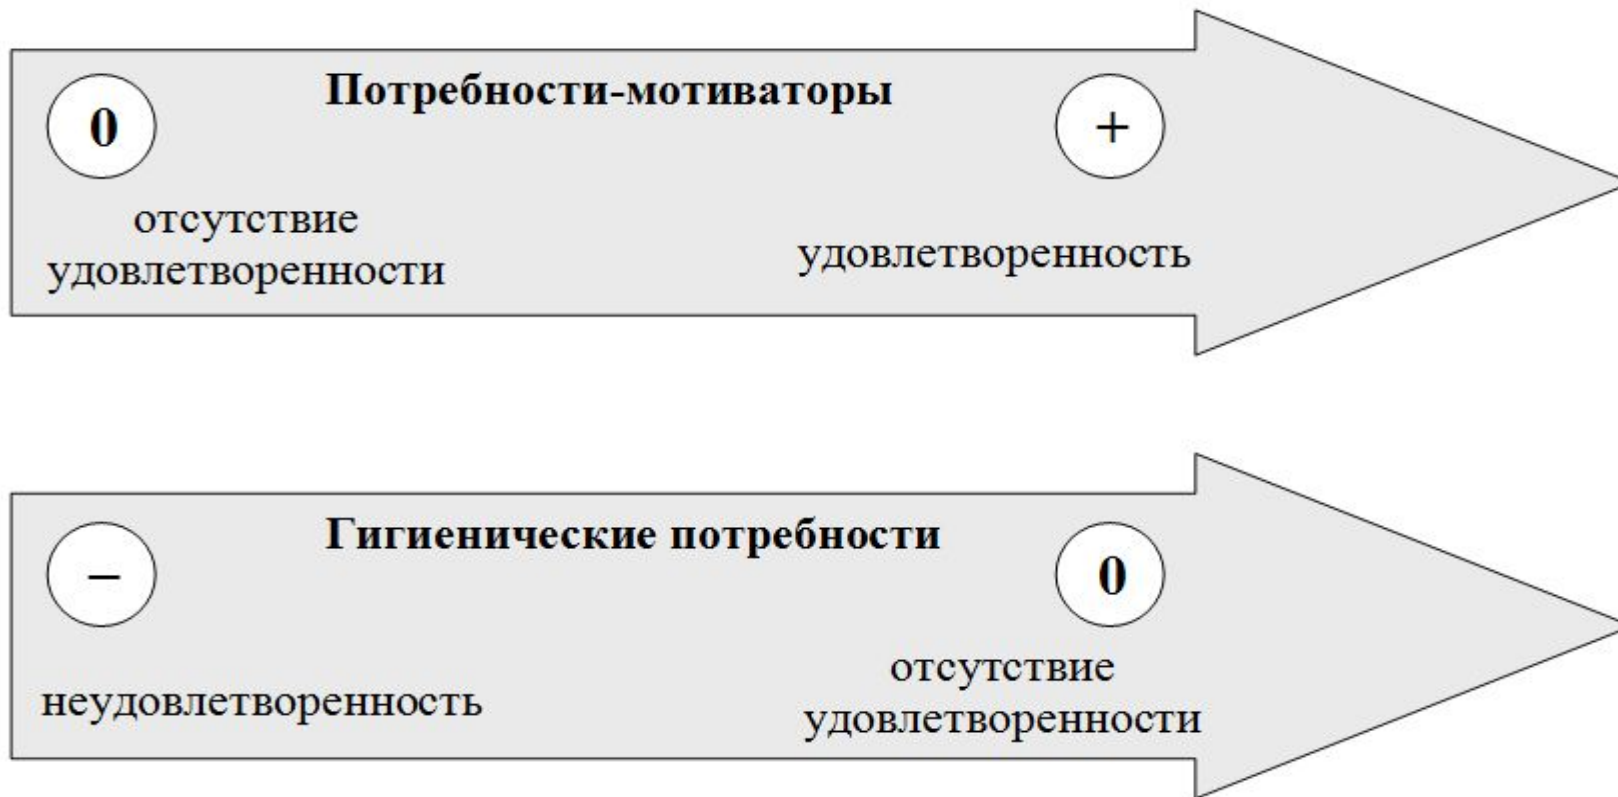 Потребности-мотиваторы
0
+
отсутствие
удовлетворенности
удовлетворенность
Гигиенические потребности
–
0
неудовлетворенность
отсутствие
удовлетворенности